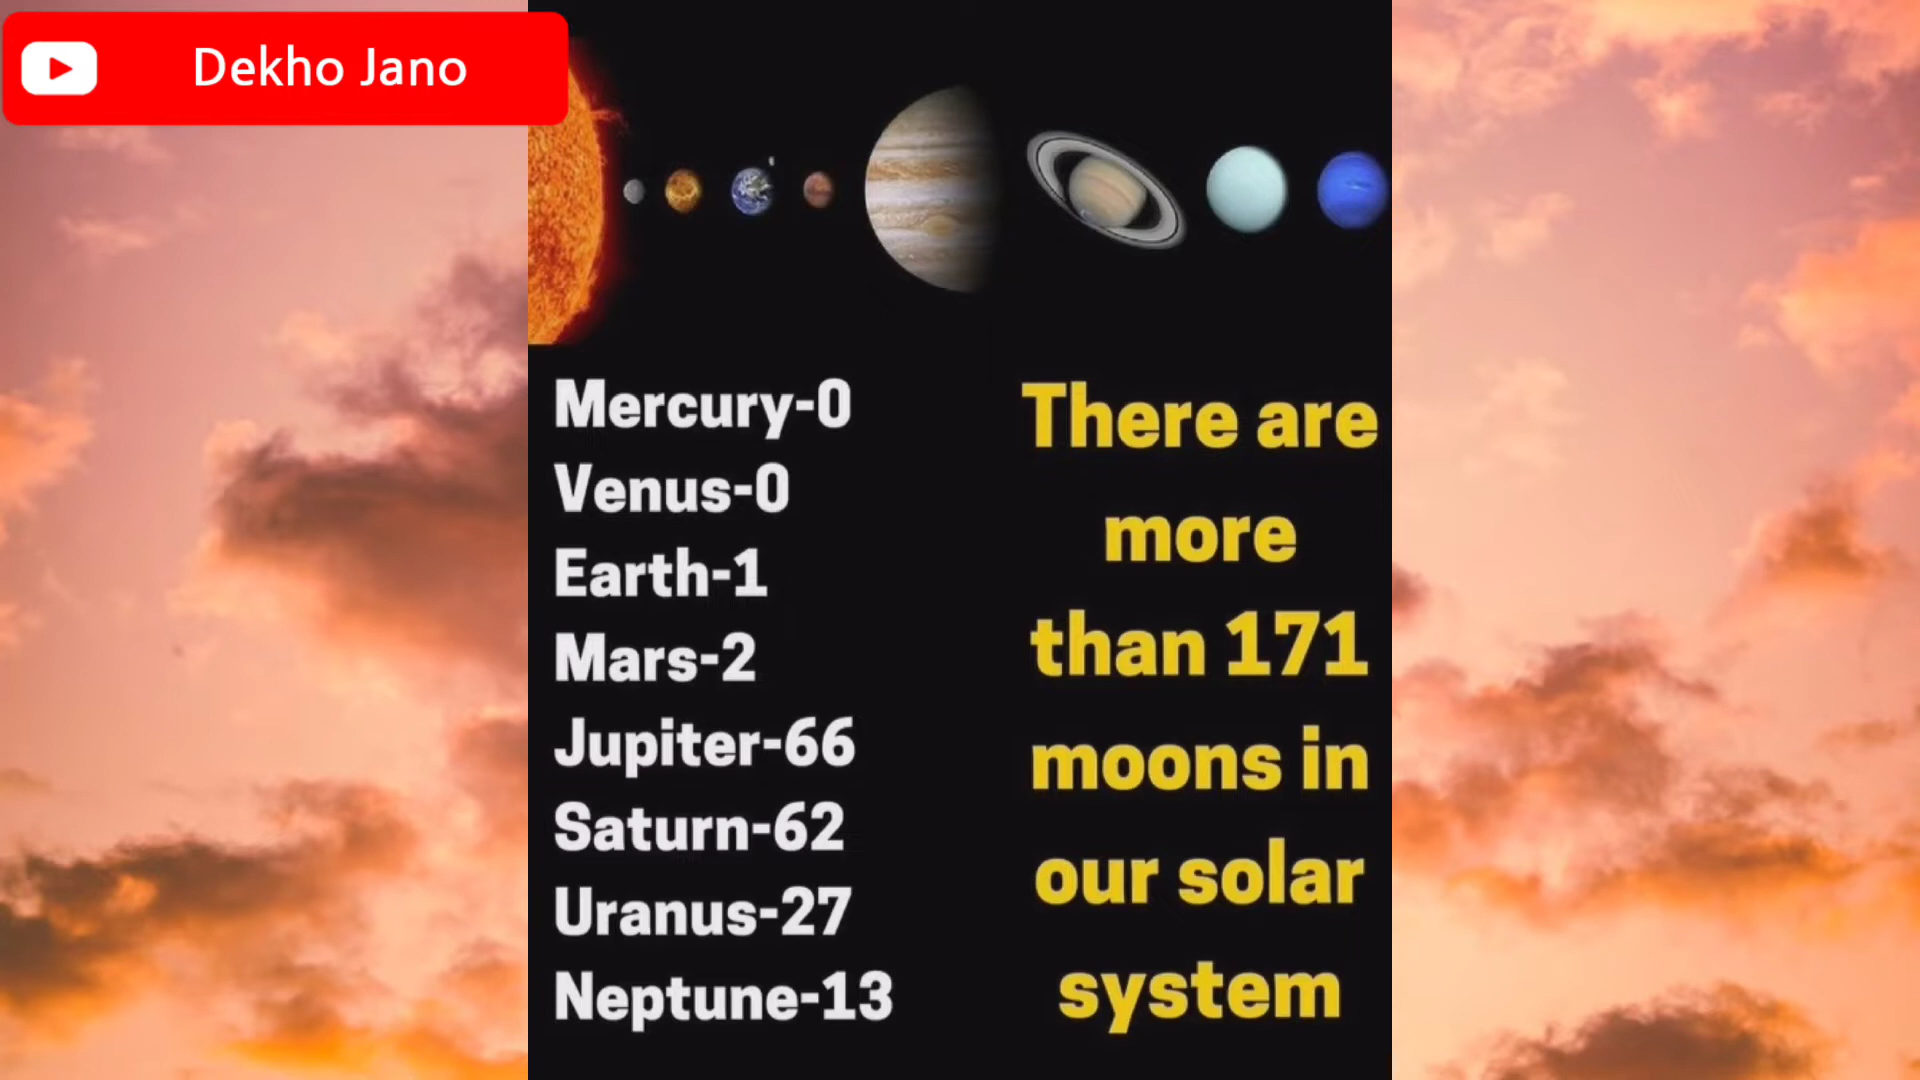 Dekho Jano
Mercury-0
Venus-0
Earth-1
Mars-2
Jupiter-66
Saturn-62
Uranus-27
Neptune-13
There are
more
than 171
moons in
our solar
system